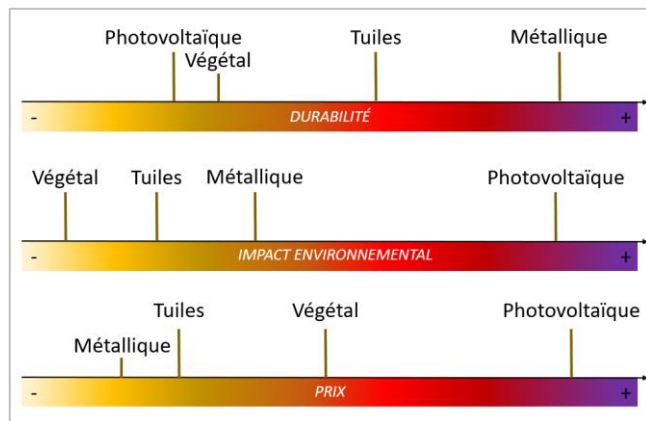 Photovoltaïque Tuiles Métallique
Végétal
- DURABILITÉ +
Végétal Tuiles Métallique Photovoltaïque
- IMPACT ENVIRONNEMENTAL +
Tuiles Végétal Photovoltaïque
Métallique
- PRIX +